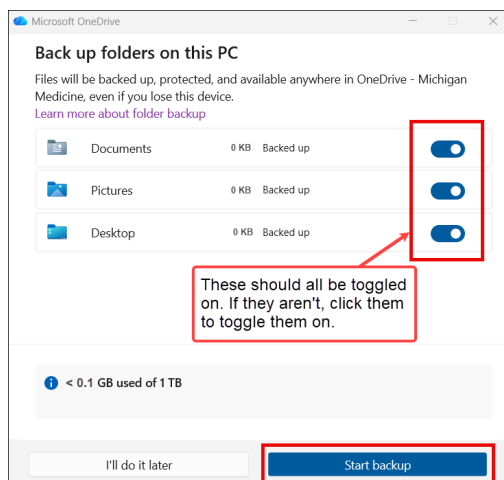 Microsoft OneDrive
Back up folders on this PC
Files will be backed up, protected, and available anywhere in OneDrive - Michigan
Medicine, even if you lose this device.
Learn more about folder backup
Documents 0 KB Backed up
Pictures 0 KB Backed up
Desktop 0 KB Backed up
These should all be toggled
on. If they aren't, click them
to toggle them on.
< 0.1 GB used of 1 TB
I'll do it later
Start backup